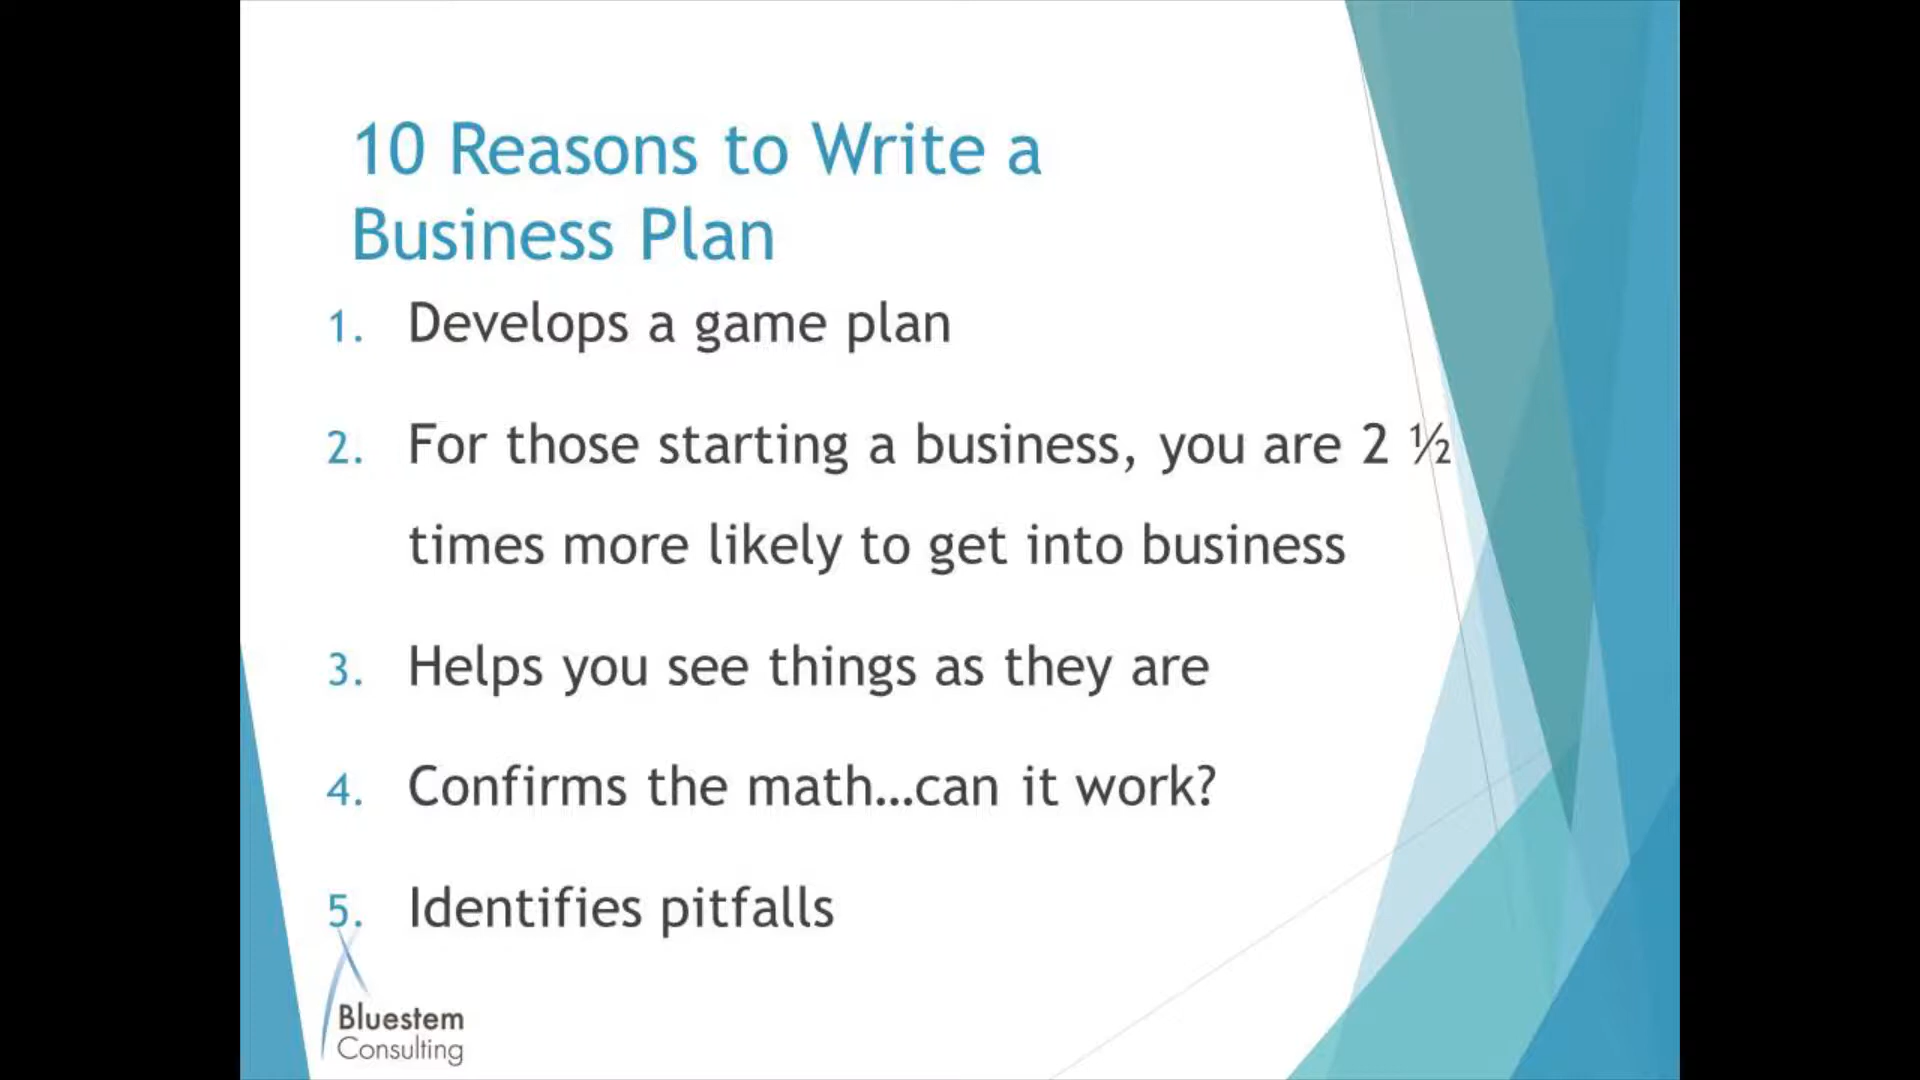 10 Reasons to Write a
Business Plan
1. Develops a game plan
2. For those starting a business, you are 2 ½
times more likely to get into business
3. Helps you see things as they are
4. Confirms the math…can it work?
5. Identifies pitfalls
Bluestem
Consulting